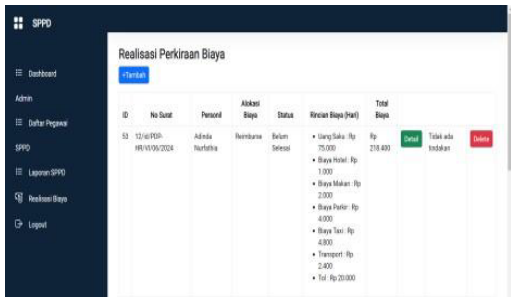 SPPD
Dashboard
Admin
Daftar Pegawai
SPPD
Laporan SPPD
Realisasi Biaya
Logout
Realisasi Perkiraan Biaya
+Tambah
ID No Surat Personil Alokasi Biaya Status Rincian Biaya (Hari) Total Biaya
53 12/id/PDP-HR/VI/06/2024 Adinda Nurfathia Reimburse Belum Selesai
Uang Saku : Rp 75.000
Biaya Hotel : Rp 1.000
Biaya Makan : Rp 2.000
Biaya Parkir : Rp 4.000
Biaya Taxi : Rp 4.800
Transport : Rp 2.400
Tol : Rp 20.000
Rp 218.400
Detail
Tidak ada tindakan
Delete